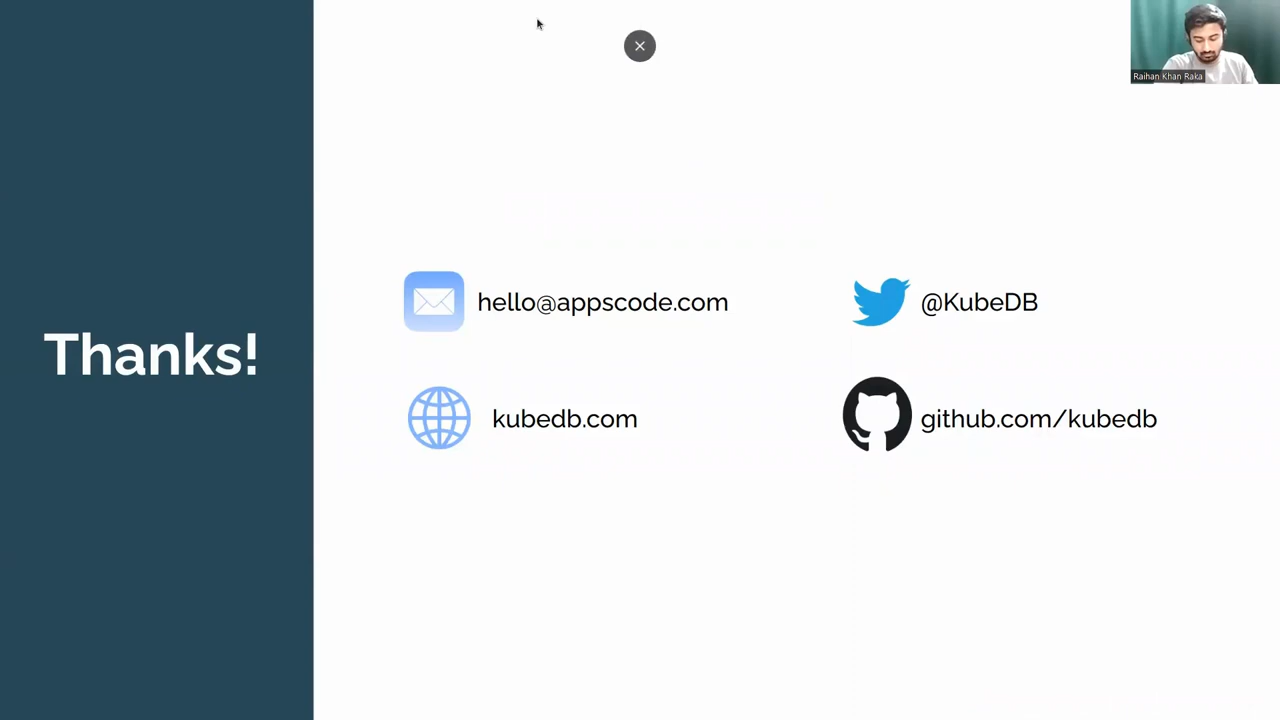 Raihan Khan Raka
Thanks!
hello@appscode.com
@KubeDB
kubedb.com
github.com/kubedb